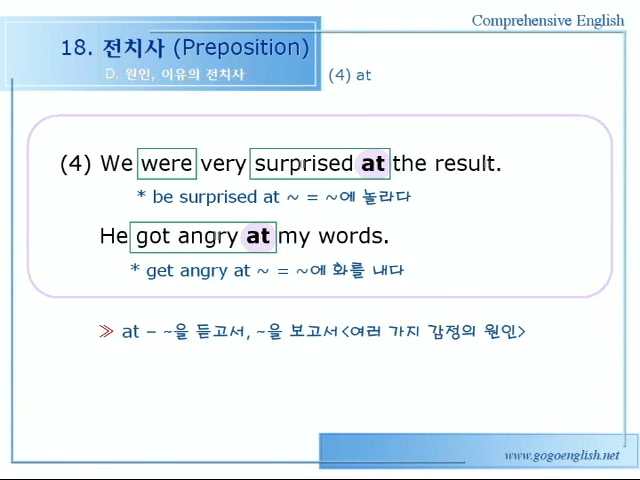 Comprehensive English
18. 전치사 (Preposition)
D. 원인, 이유의 전치사
(4) at
(4) We were very surprised at the result.
* be surprised at ~ = ~에 놀라다
He got angry at my words.
* get angry at ~ = ~에 화를 내다
≫ at – ~을 듣고서, ~을 보고서<여러 가지 감정의 원인>
www.gogoenglish.net